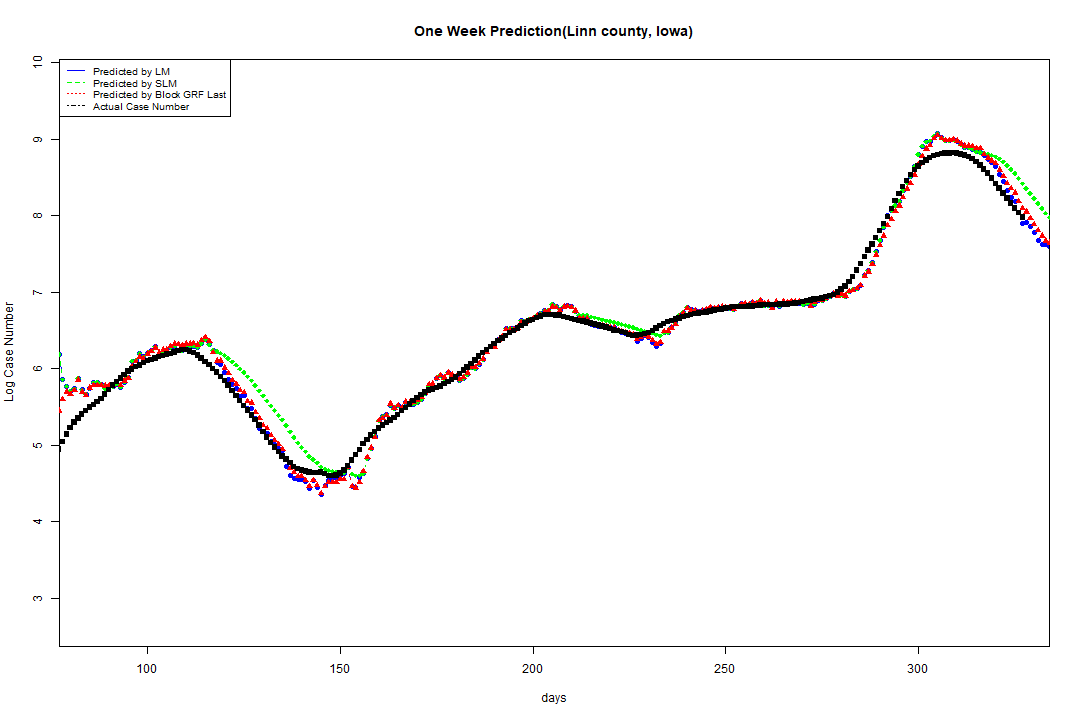 One Week Prediction(Linn county, Iowa)
Predicted by LM
Predicted by SLM
Predicted by Block GRF Last
Actual Case Number
Log Case Number
10
9
8
7
6
5
4
3
100 150 200 250 300
days